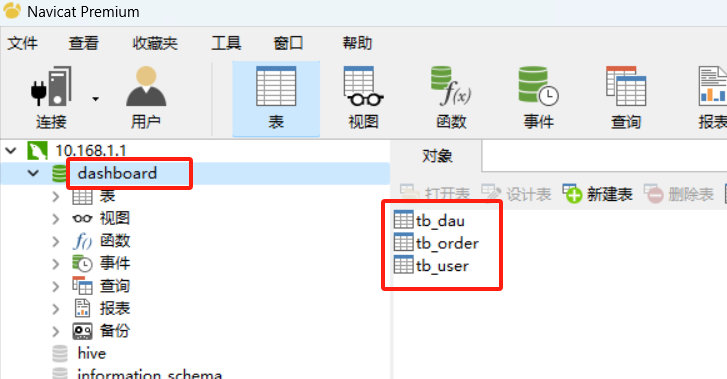 Navicat Premium
文件 查看 收藏夹 工具 窗口 帮助
连接 用户 表 视图 f(x) 函数 事件 查询 报表
10.168.1.1
对象
dashboard
打开表 设计表 新建表 删除表
表
视图
f() 函数
事件
查询
报表
备份
hive
information_schema
tb_dau
tb_order
tb_user